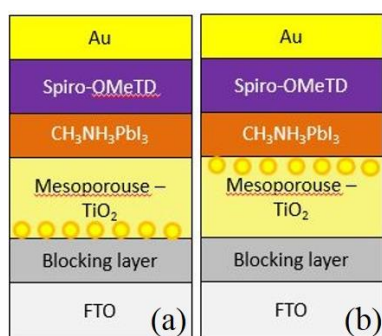 Au
Spiro-OMeTD
CH₃NH₃PbI₃
Mesoporouse –
TiO₂
Blocking layer
FTO
(a)
Au
Spiro-OMeTD
CH₃NH₃PbI₃
Mesoporouse –
TiO₂
Blocking layer
FTO
(b)